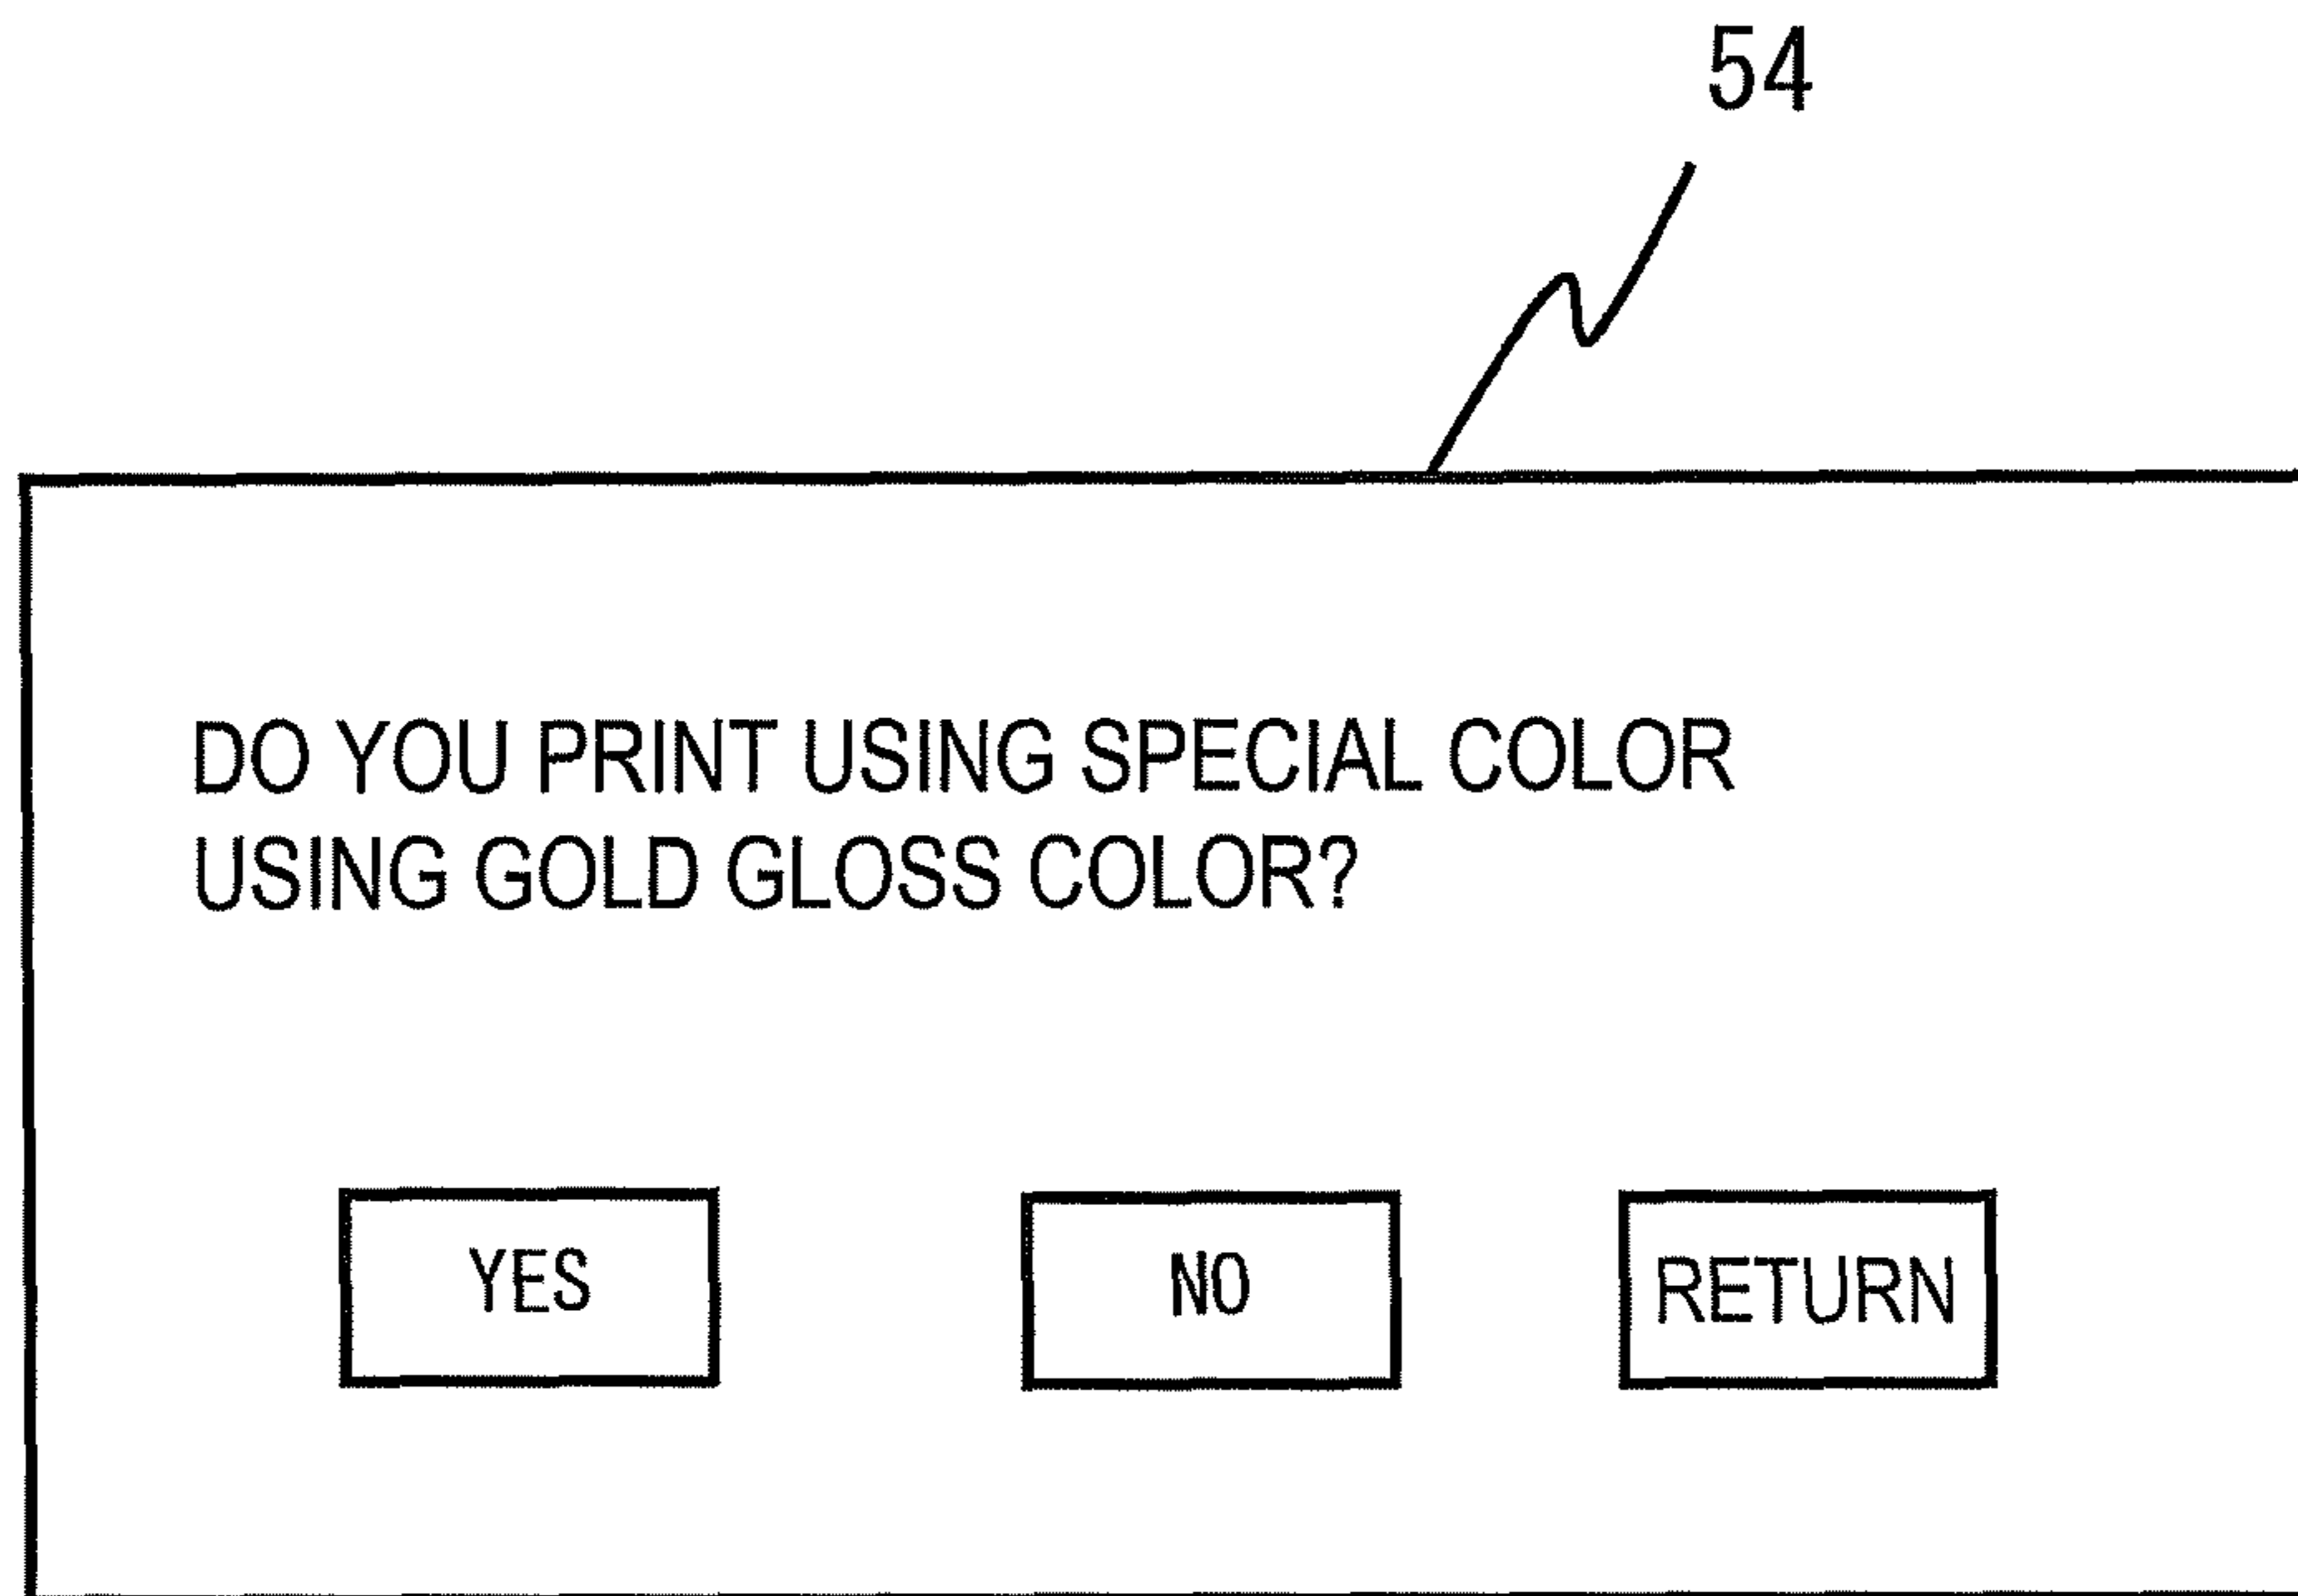 54
DO YOU PRINT USING SPECIAL COLOR
USING GOLD GLOSS COLOR?
YES
NO
RETURN